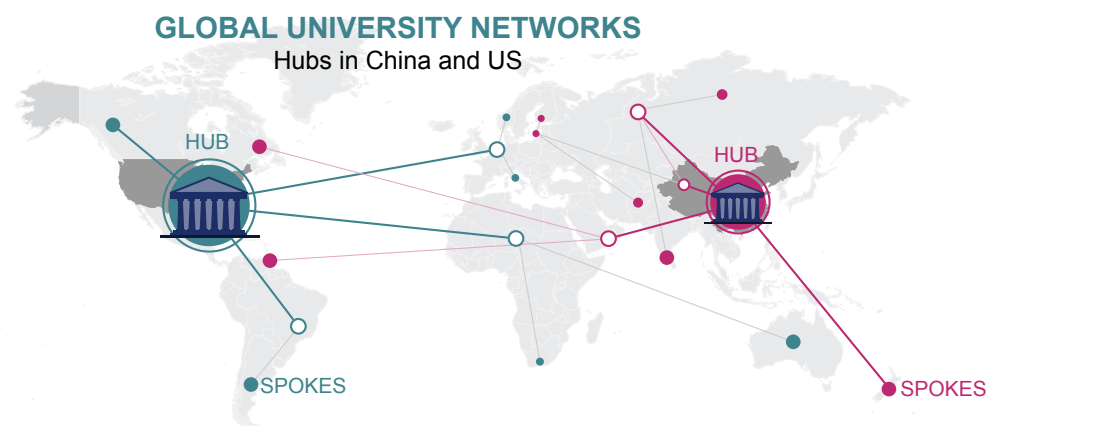 GLOBAL UNIVERSITY NETWORKS
Hubs in China and US
HUB
HUB
SPOKES
SPOKES